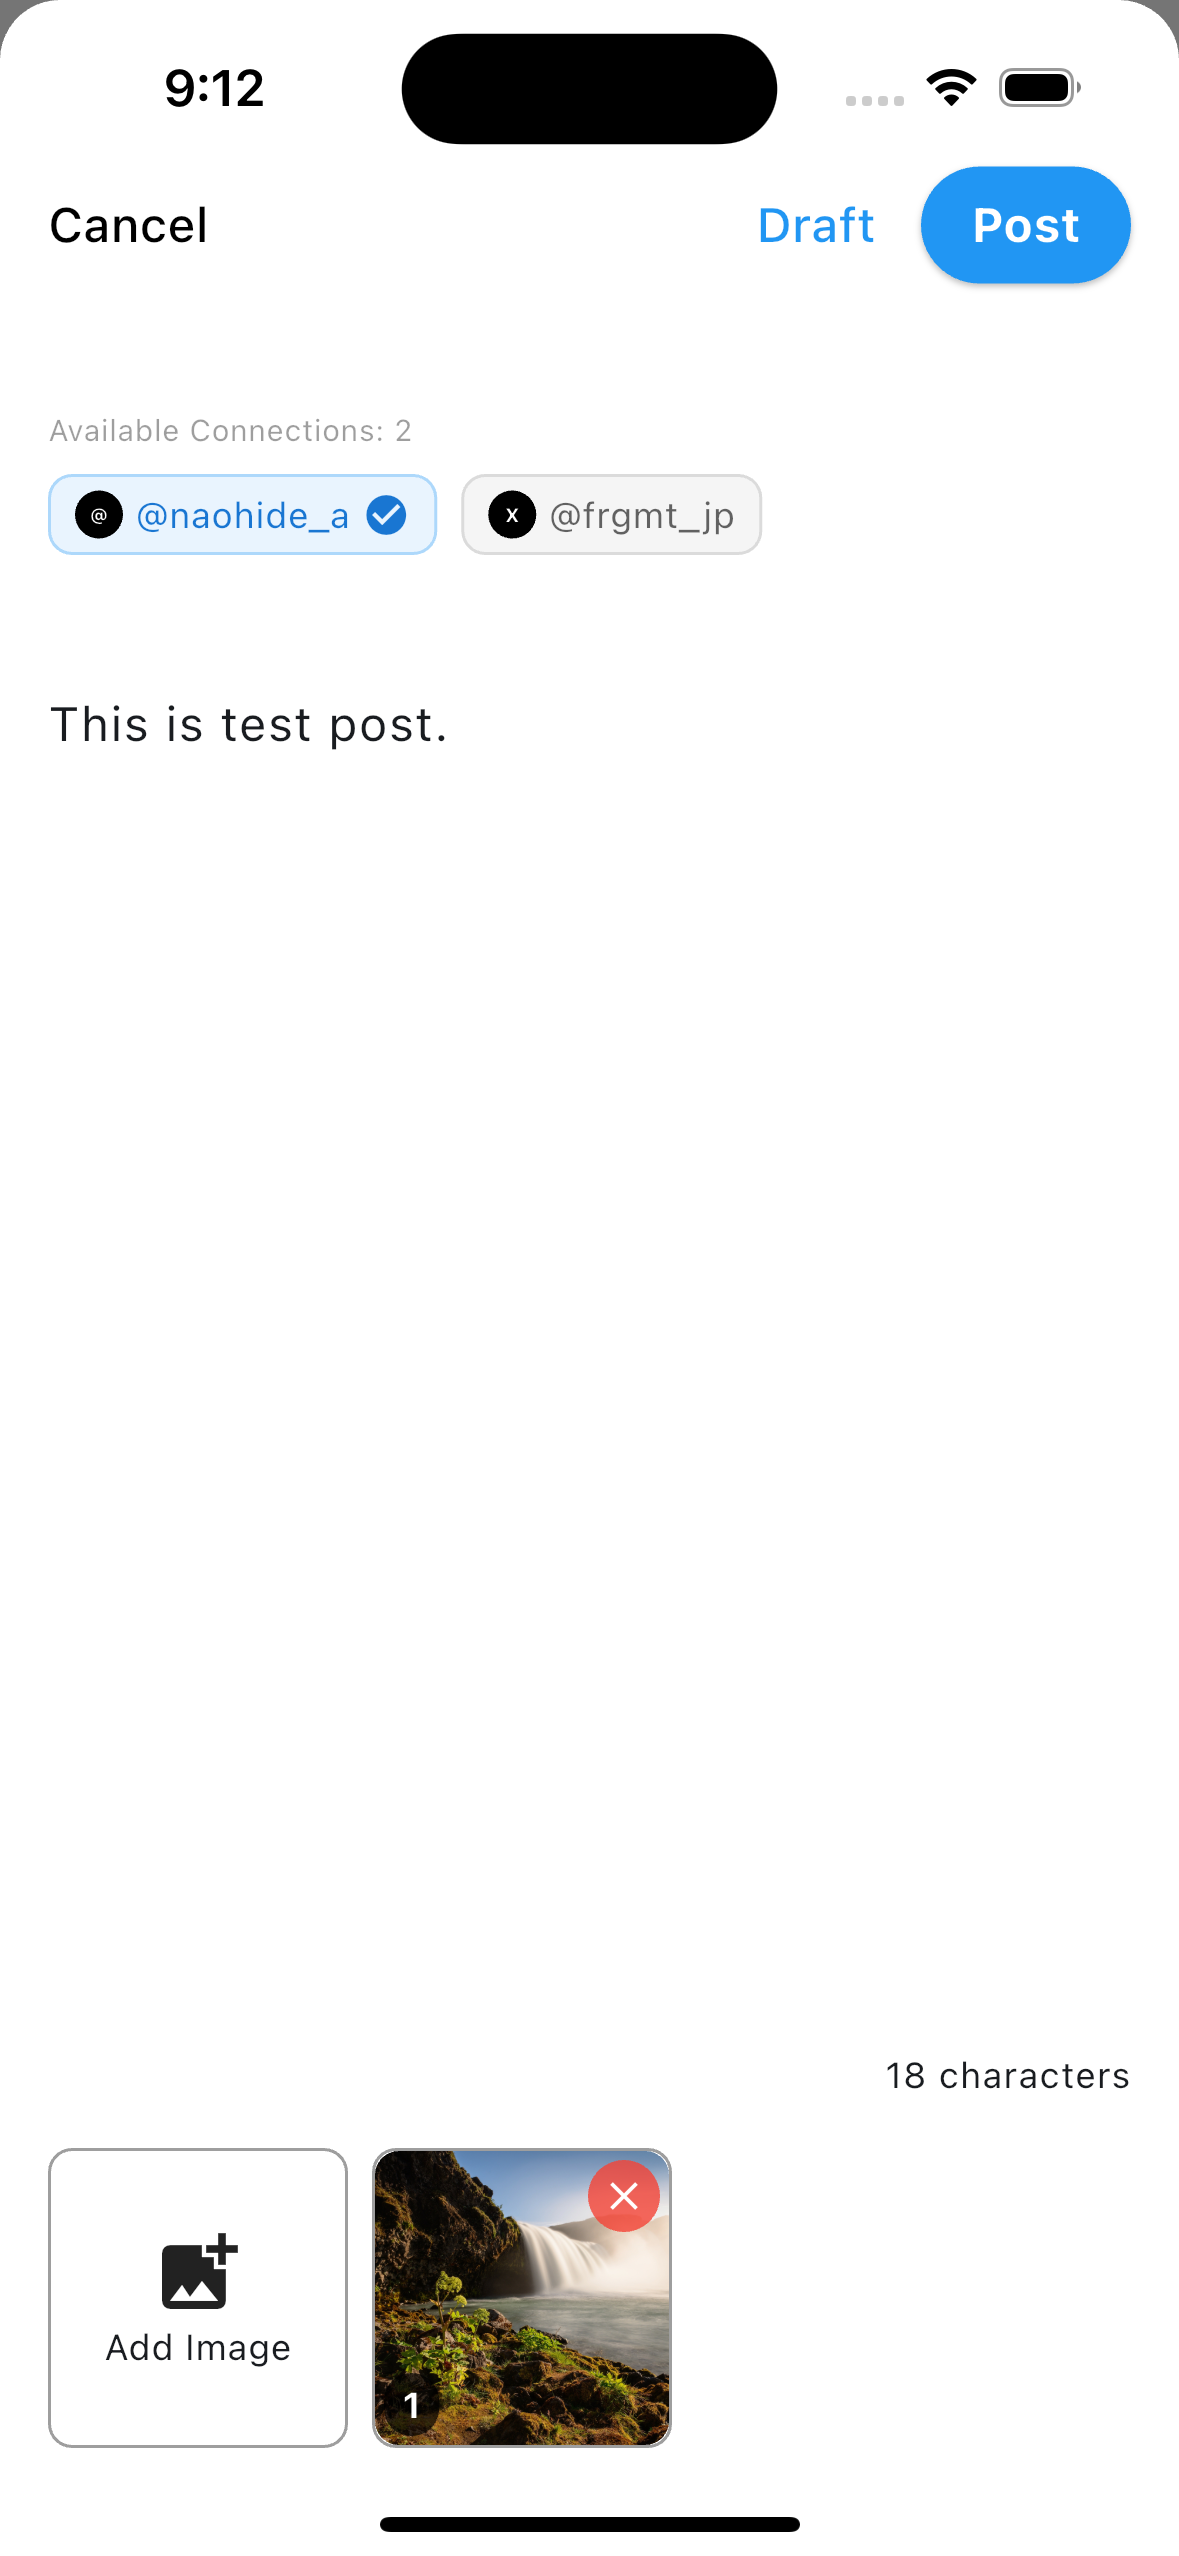 9:12
Cancel Draft Post
Available Connections: 2
@ @naohide_a X @frgmt_jp
This is test post.
18 characters
Add Image
1